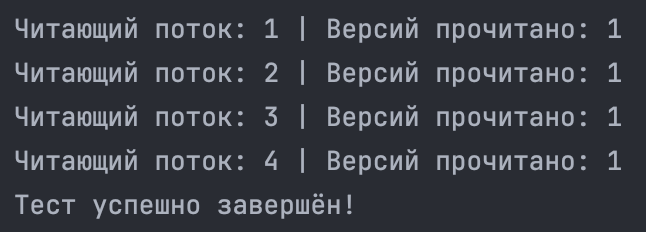 Читающий поток: 1 | Версий прочитано: 1
Читающий поток: 2 | Версий прочитано: 1
Читающий поток: 3 | Версий прочитано: 1
Читающий поток: 4 | Версий прочитано: 1
Тест успешно завершён!